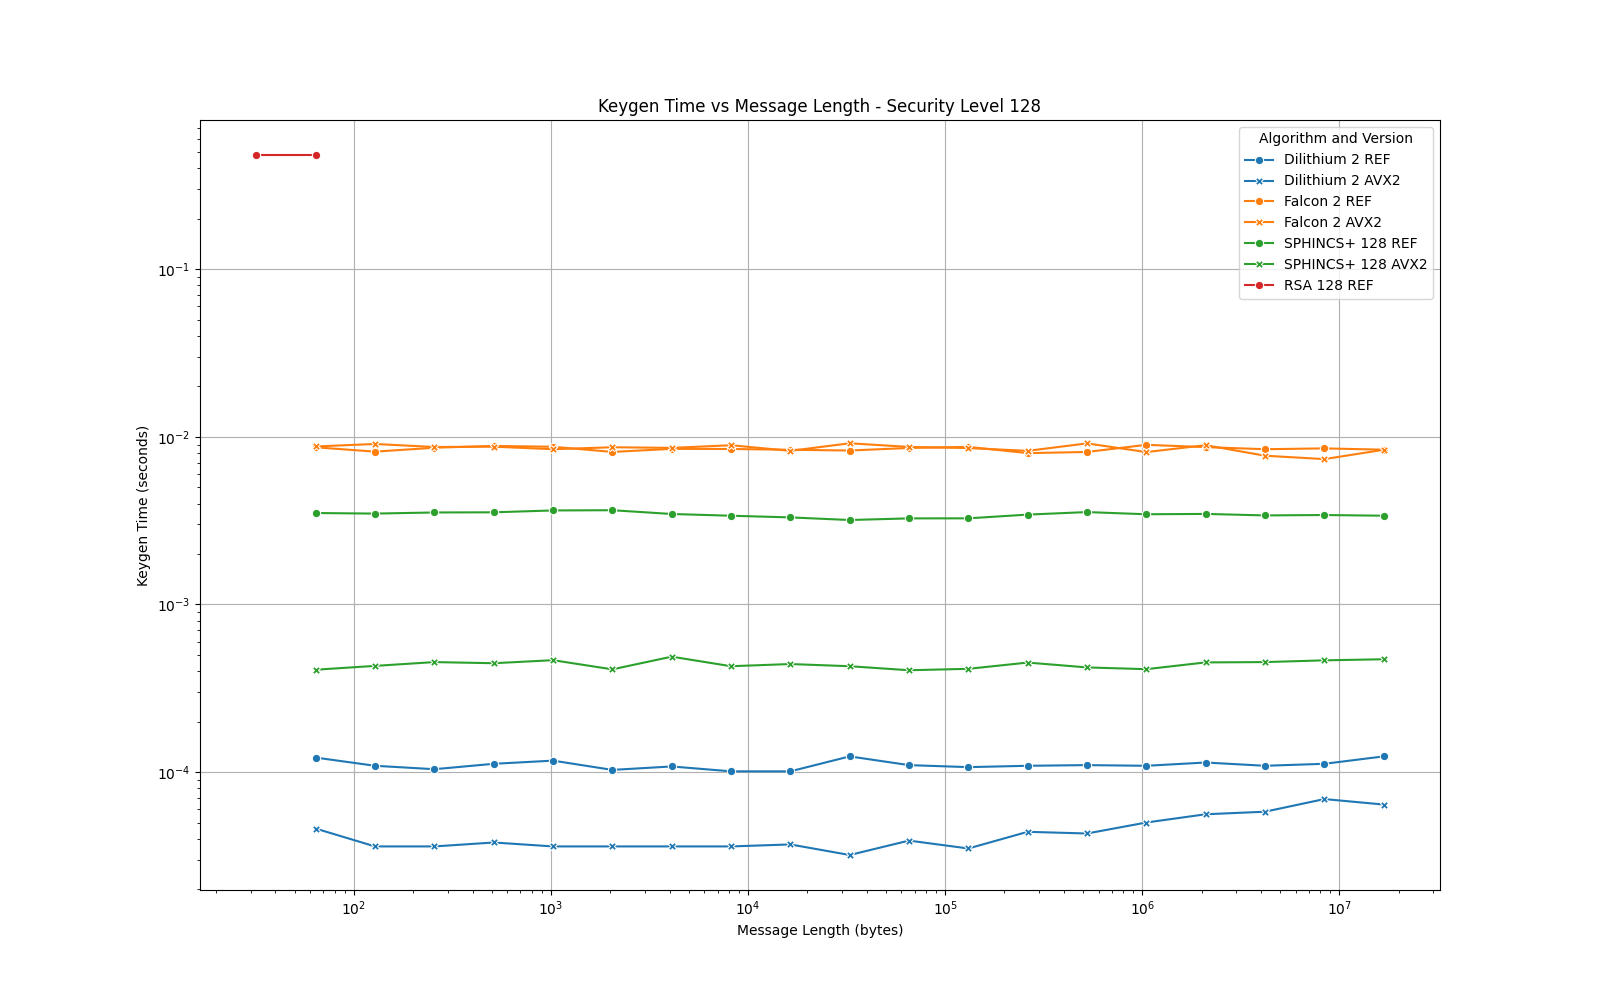 Keygen Time vs Message Length - Security Level 128
Algorithm and Version
Dilithium 2 REF
Dilithium 2 AVX2
Falcon 2 REF
Falcon 2 AVX2
SPHINCS+ 128 REF
SPHINCS+ 128 AVX2
RSA 128 REF
Keygen Time (seconds)
10⁻¹
10⁻²
10⁻³
10⁻⁴
10² 10³ 10⁴ 10⁵ 10⁶ 10⁷
Message Length (bytes)